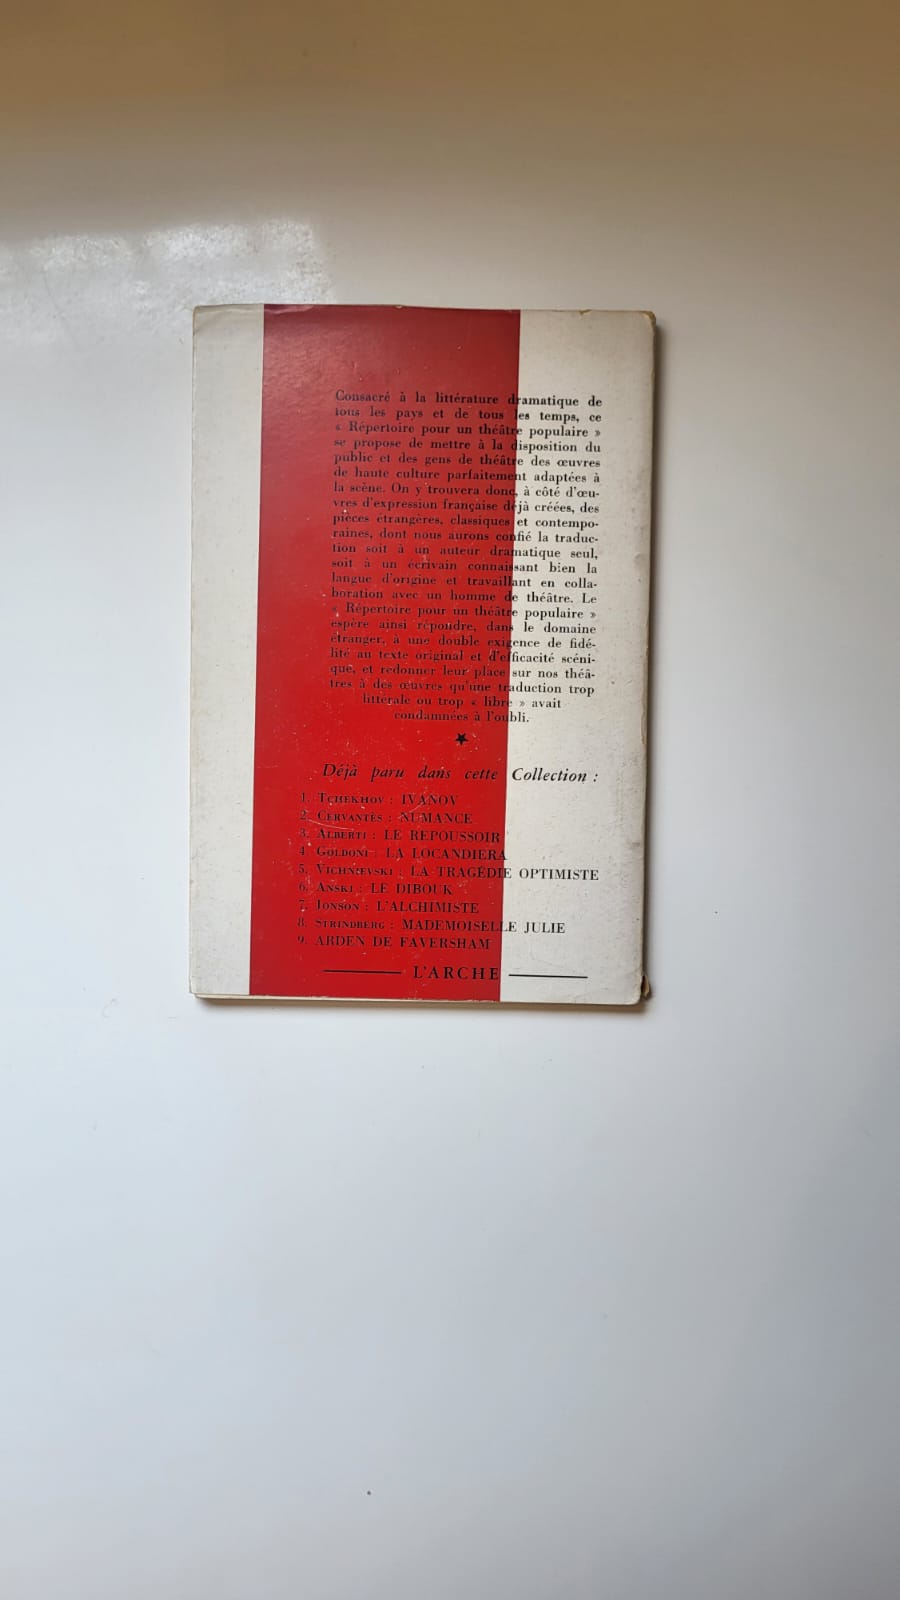 Consacré à la littérature dramatique de
tous les pays et de tous les temps, ce
« Répertoire pour un théâtre populaire »
se propose de mettre à la disposition du
public et des gens de théâtre des œuvres
de haute culture parfaitement adaptées à
la scène. On y trouvera donc, à côté d'œu-
vres d'expression française déjà créées, des
pièces étrangères, classiques et contempo-
raines, dont nous aurons confié la traduc-
tion soit à un auteur dramatique seul,
soit à un écrivain connaissant bien la
langue d'origine et travaillant en colla-
boration avec un homme de théâtre. Le
« Répertoire pour un théâtre populaire »
espère ainsi répondre, dans le domaine
étranger, à une double exigence de fidé-
lité au texte original et d'efficacité scéni-
que, et redonner leur place sur nos théâ-
tres à des œuvres qu'une traduction trop
littérale ou trop « libre » avait
condamnées à l'oubli.
★
Déjà paru dans cette Collection :
1. TCHEKHOV : IVANOV
2. CERVANTÈS : NUMANCE
3. ALBERTI : LE REPOUSSOIR
4. GOLDONI : LA LOCANDIERA
5. VICHNIEVSKI : LA TRAGÉDIE OPTIMISTE
6. ANSKI : LE DIBOUK
7. JONSON : L'ALCHIMISTE
8. STRINDBERG : MADEMOISELLE JULIE
9. ARDEN DE FAVERSHAM
L'ARCHE